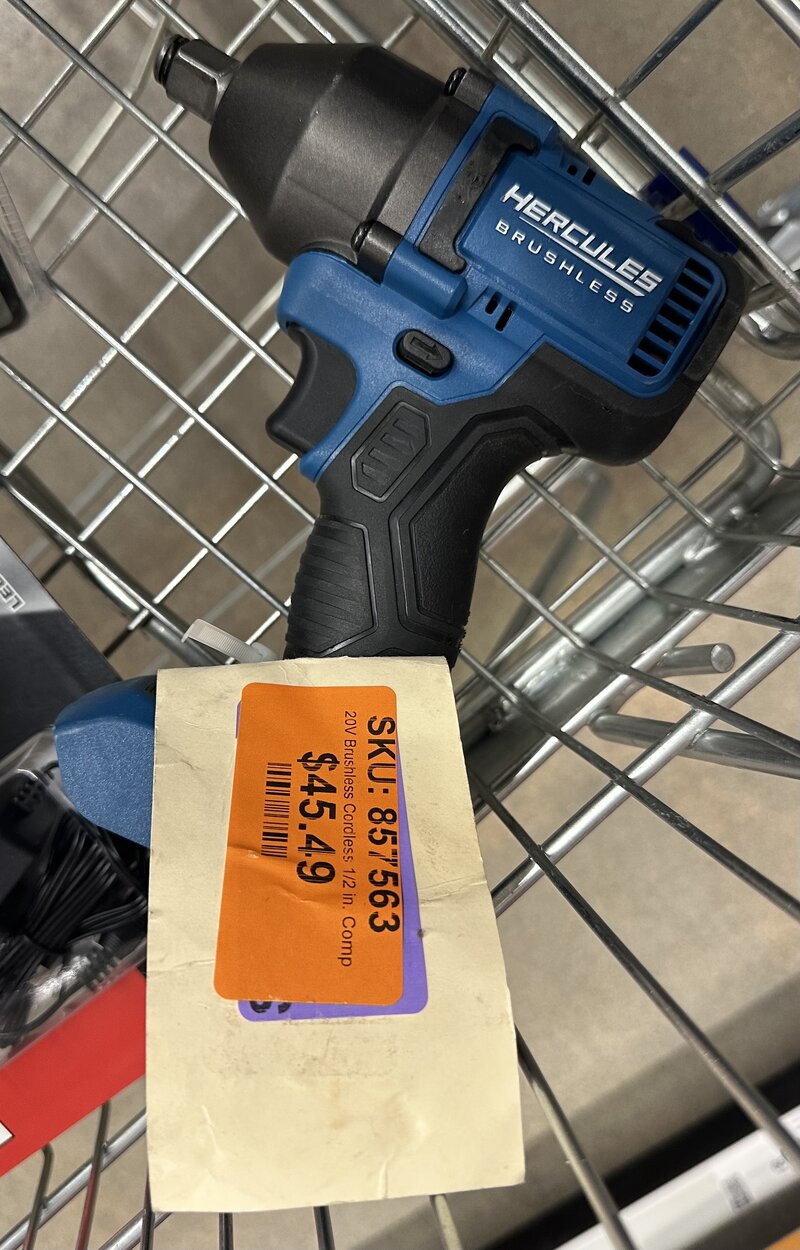 HERCULES
BRUSHLESS
SKU: 857563
20V Brushless Cordless 1/2 in. Comp
$45.49